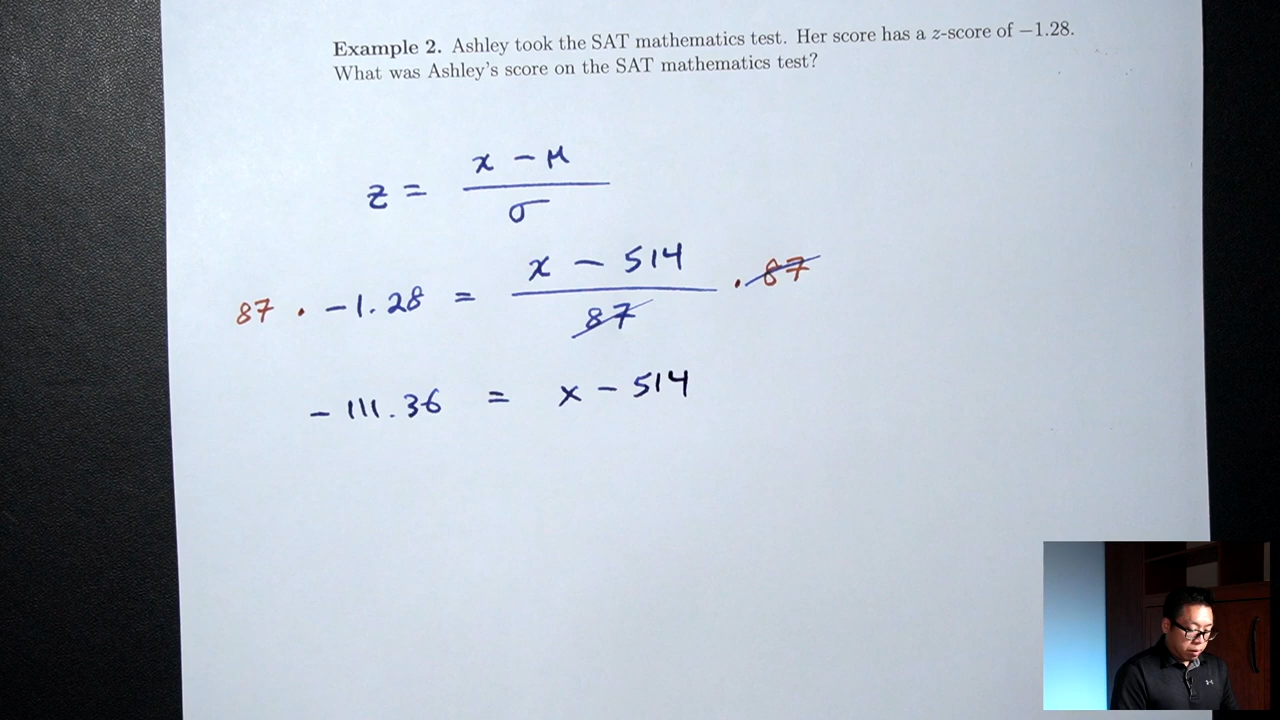 Example 2. Ashley took the SAT mathematics test. Her score has a z-score of −1.28.
What was Ashley's score on the SAT mathematics test?
z = (x − μ) / σ
87 · −1.28 = (x − 514) / 87 · 87
−111.36 = x − 514